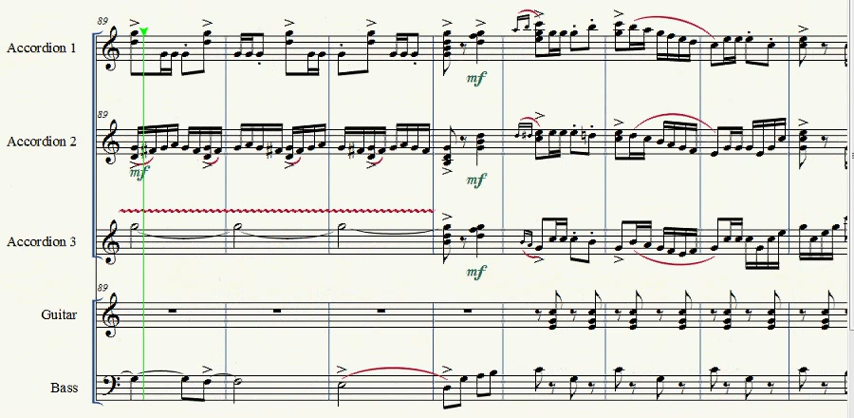 89
Accordion 1
mf
89
Accordion 2
mf
mf
Accordion 3
mf
89
Guitar
Bass